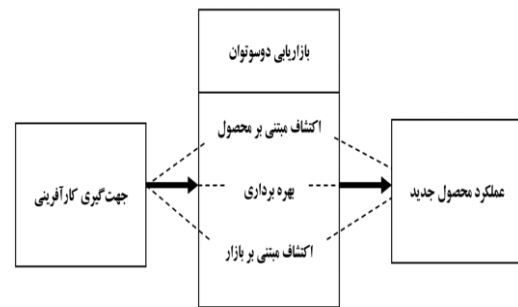 بازاریابی دوسوتوان
اکتشاف مبتنی بر محصول
جهت‌گیری کارآفرینی
بهره برداری
عملکرد محصول جدید
اکتشاف مبتنی بر بازار